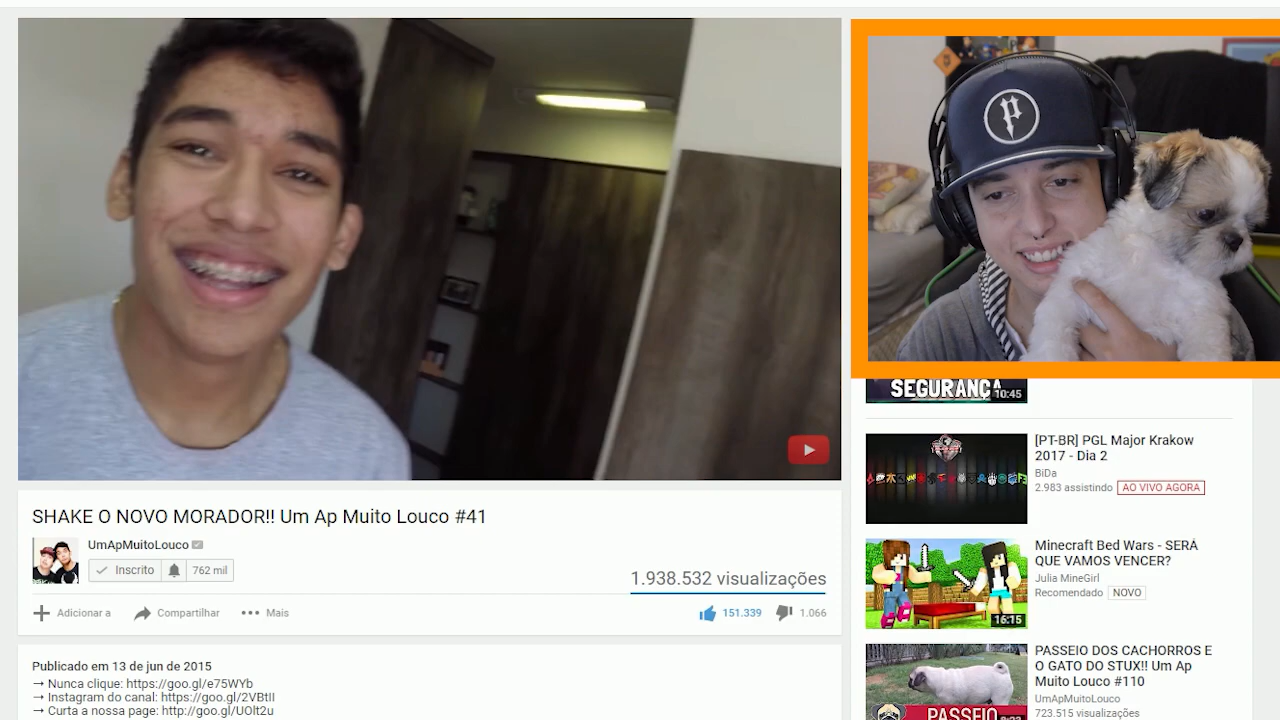 SHAKE O NOVO MORADOR!! Um Ap Muito Louco #41
UmApMuitoLouco
Inscrito 762 mil
1.938.532 visualizações
Adicionar a Compartilhar Mais
151.339 1.066
Publicado em 13 de jun de 2015
→ Nunca clique: https://goo.gl/e75WYb
→ Instagram do canal: https://goo.gl/2VBtII
→ Curta a nossa page: http://goo.gl/UOlt2u
P
SEGURANÇA
10:45
[PT-BR] PGL Major Krakow
2017 - Dia 2
BiDa
2.983 assistindo AO VIVO AGORA
16:15
Minecraft Bed Wars - SERÁ
QUE VAMOS VENCER?
Julia MineGirl
Recomendado NOVO
PASSEIO
PASSEIO DOS CACHORROS E
O GATO DO STUX!! Um Ap
Muito Louco #110
UmApMuitoLouco
723.515 visualizações